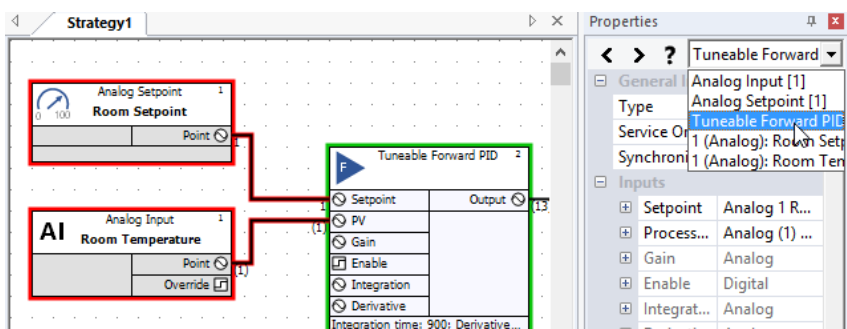 Strategy1
Analog Setpoint 1
0 100
Room Setpoint
Point
1
Analog Input 1
AI
Room Temperature
Point
(1)
Override
Tuneable Forward PID 2
F
1 Setpoint Output
(13
(1) PV
Gain
Enable
Integration
Derivative
Integration time: 900: Derivative...
Properties
? Tuneable Forward
General I
Analog Input [1]
Type
Analog Setpoint [1]
Tuneable Forward PID
Service Or
1 (Analog): Room Setp
Synchroni
1 (Analog): Room Ten
Inputs
Setpoint Analog 1 R...
Process... Analog (1) ...
Gain Analog
Enable Digital
Integrat... Analog